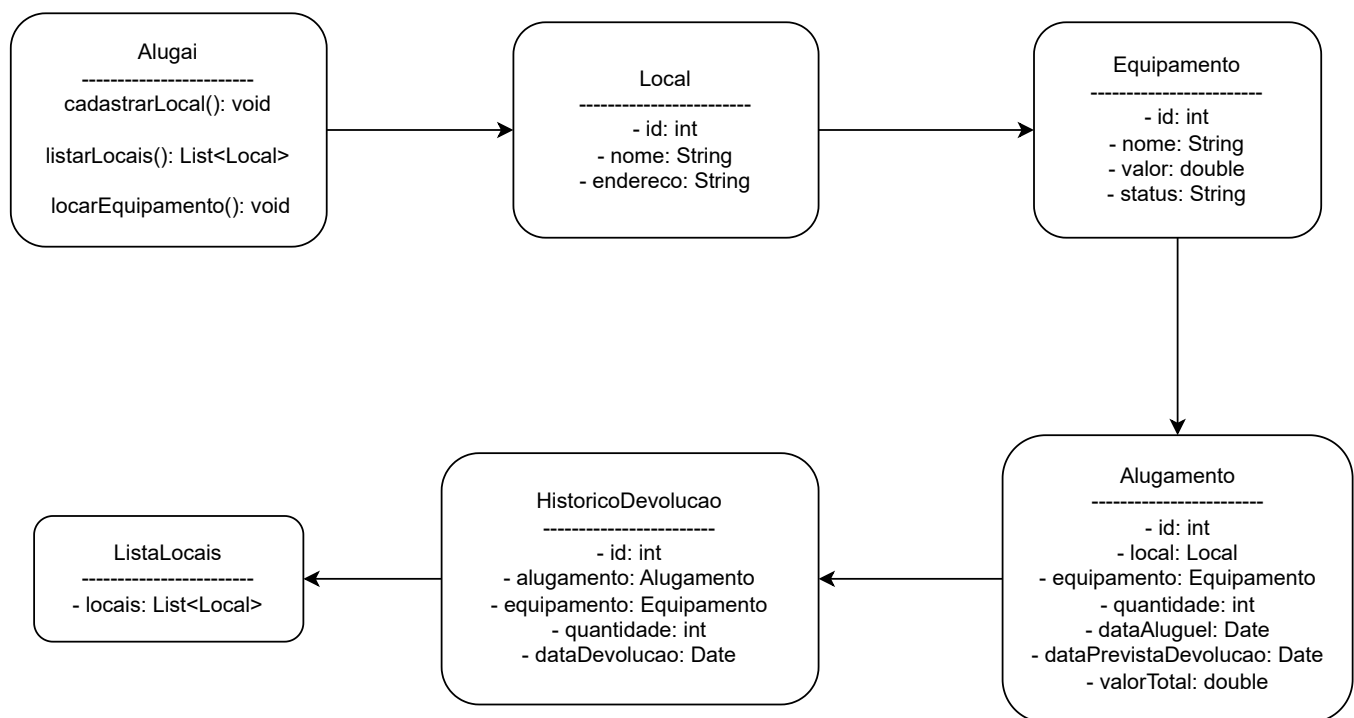 Alugai
------------------------
cadastrarLocal(): void
listarLocais(): List<Local>
locarEquipamento(): void
Local
------------------------
- id: int
- nome: String
- endereco: String
Equipamento
------------------------
- id: int
- nome: String
- valor: double
- status: String
ListaLocais
------------------------
- locais: List<Local>
HistoricoDevolucao
------------------------
- id: int
- alugamento: Alugamento
- equipamento: Equipamento
- quantidade: int
- dataDevolucao: Date
Alugamento
------------------------
- id: int
- local: Local
- equipamento: Equipamento
- quantidade: int
- dataAluguel: Date
- dataPrevistaDevolucao: Date
- valorTotal: double